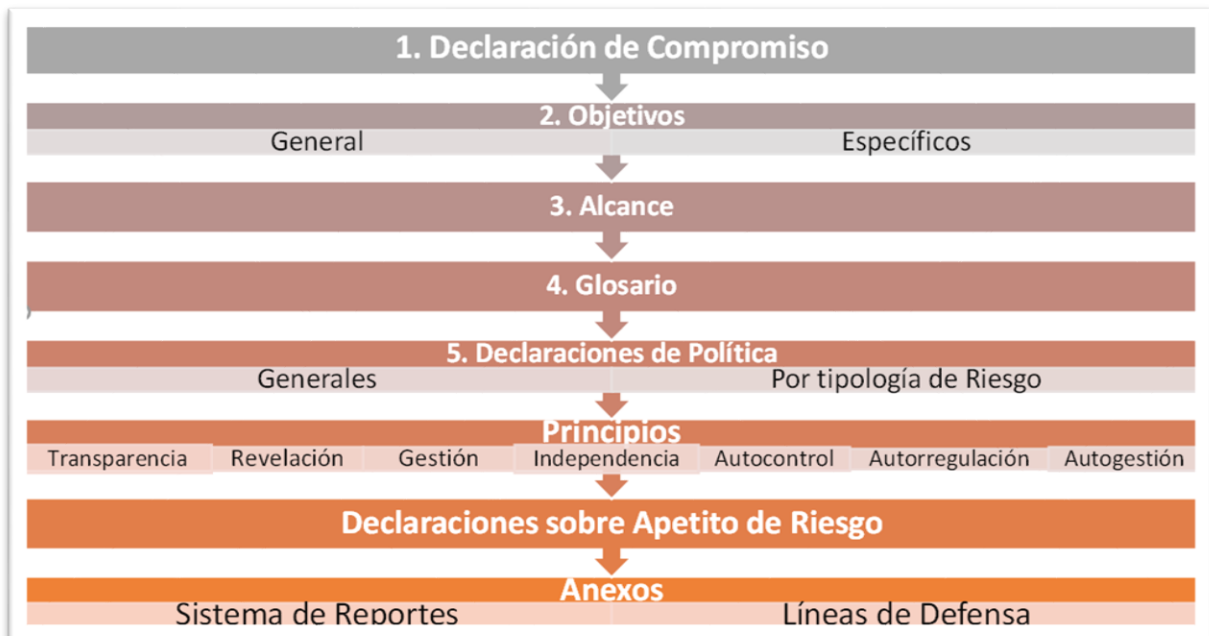 1. Declaración de Compromiso
2. Objetivos
General Específicos
3. Alcance
4. Glosario
5. Declaraciones de Política
Generales Por tipología de Riesgo
Principios
Transparencia Revelación Gestión Independencia Autocontrol Autorregulación Autogestión
Declaraciones sobre Apetito de Riesgo
Anexos
Sistema de Reportes Líneas de Defensa